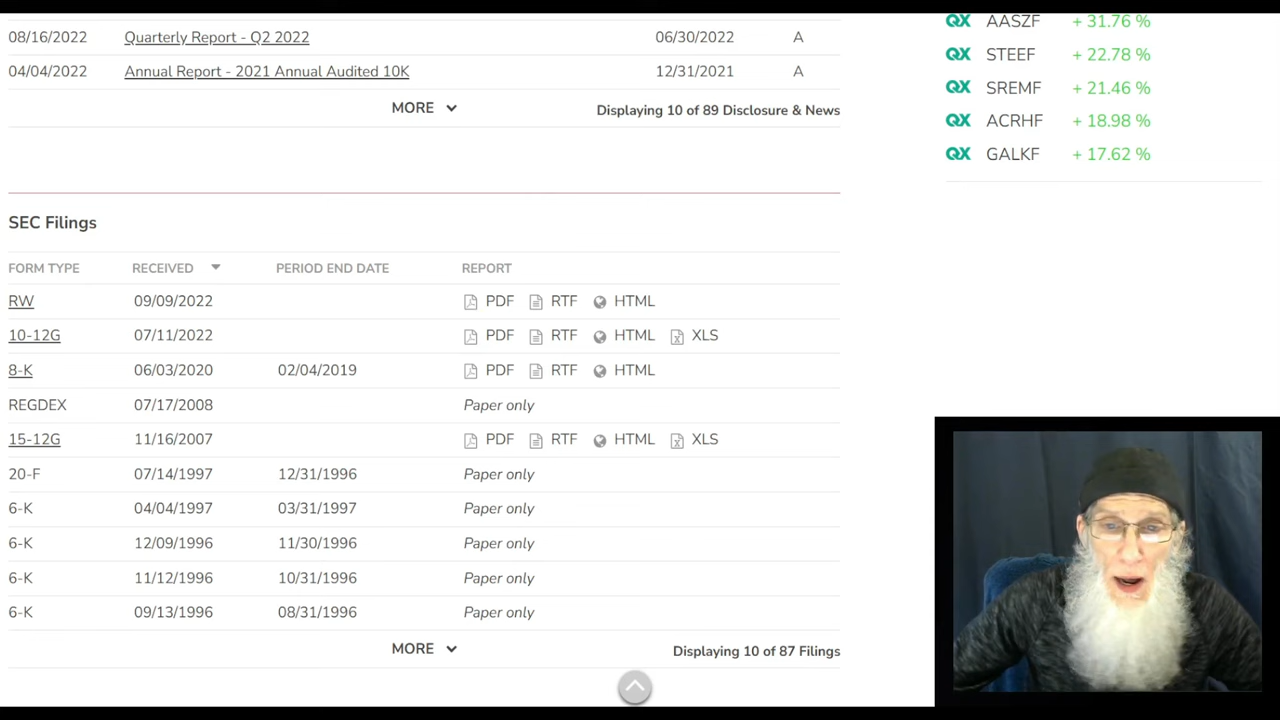 08/16/2022 Quarterly Report - Q2 2022 06/30/2022 A
04/04/2022 Annual Report - 2021 Annual Audited 10K 12/31/2021 A
MORE
Displaying 10 of 89 Disclosure & News
SEC Filings
FORM TYPE RECEIVED PERIOD END DATE REPORT
RW 09/09/2022 PDF RTF HTML
10-12G 07/11/2022 PDF RTF HTML XLS
8-K 06/03/2020 02/04/2019 PDF RTF HTML
REGDEX 07/17/2008 Paper only
15-12G 11/16/2007 PDF RTF HTML XLS
20-F 07/14/1997 12/31/1996 Paper only
6-K 04/04/1997 03/31/1997 Paper only
6-K 12/09/1996 11/30/1996 Paper only
6-K 11/12/1996 10/31/1996 Paper only
6-K 09/13/1996 08/31/1996 Paper only
MORE
Displaying 10 of 87 Filings
QX AASZF + 31.76 %
QX STEEF + 22.78 %
QX SREMF + 21.46 %
QX ACRHF + 18.98 %
QX GALKF + 17.62 %